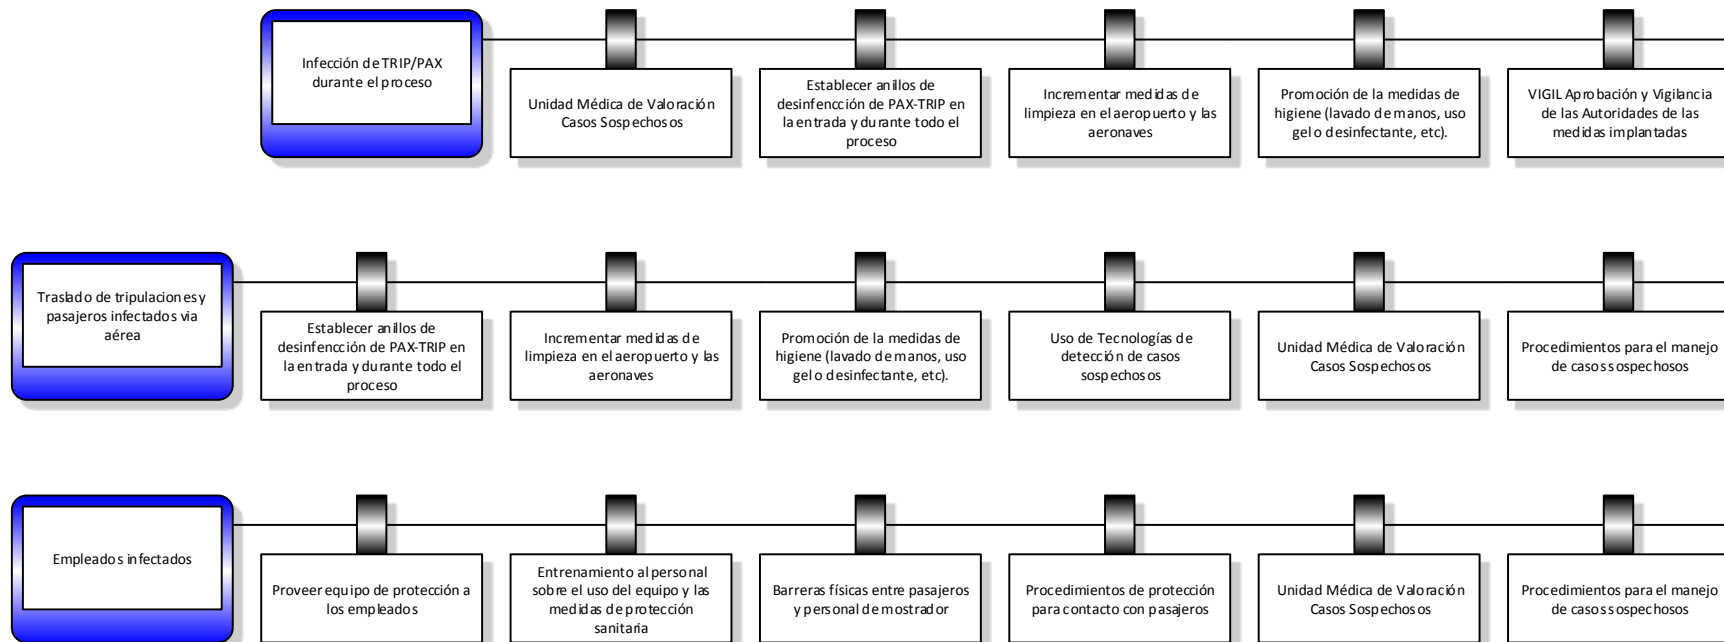 Infección de TRIP/PAX
durante el proceso
Unidad Médica de Valoración
Casos Sospechosos
Establecer anillos de
desinfencción de PAX-TRIP en
la entrada y durante todo el
proceso
Incrementar medidas de
limpieza en el aeropuerto y las
aeronaves
Promoción de la medidas de
higiene (lavado de manos, uso
gel o desinfectante, etc).
VIGIL Aprobación y Vigilancia
de las Autoridades de las
medidas implantadas
Traslado de tripulaciones y
pasajeros infectados via
aérea
Establecer anillos de
desinfencción de PAX-TRIP en
la entrada y durante todo el
proceso
Incrementar medidas de
limpieza en el aeropuerto y las
aeronaves
Promoción de la medidas de
higiene (lavado de manos, uso
gel o desinfectante, etc).
Uso de Tecnologías de
detección de casos
sospechosos
Unidad Médica de Valoración
Casos Sospechosos
Procedimientos para el manejo
de casos sospechosos
Empleados infectados
Proveer equipo de protección a
los empleados
Entrenamiento al personal
sobre el uso del equipo y las
medidas de protección
sanitaria
Barreras físicas entre pasajeros
y personal de mostrador
Procedimientos de protección
para contacto con pasajeros
Unidad Médica de Valoración
Casos Sospechosos
Procedimientos para el manejo
de casos sospechosos